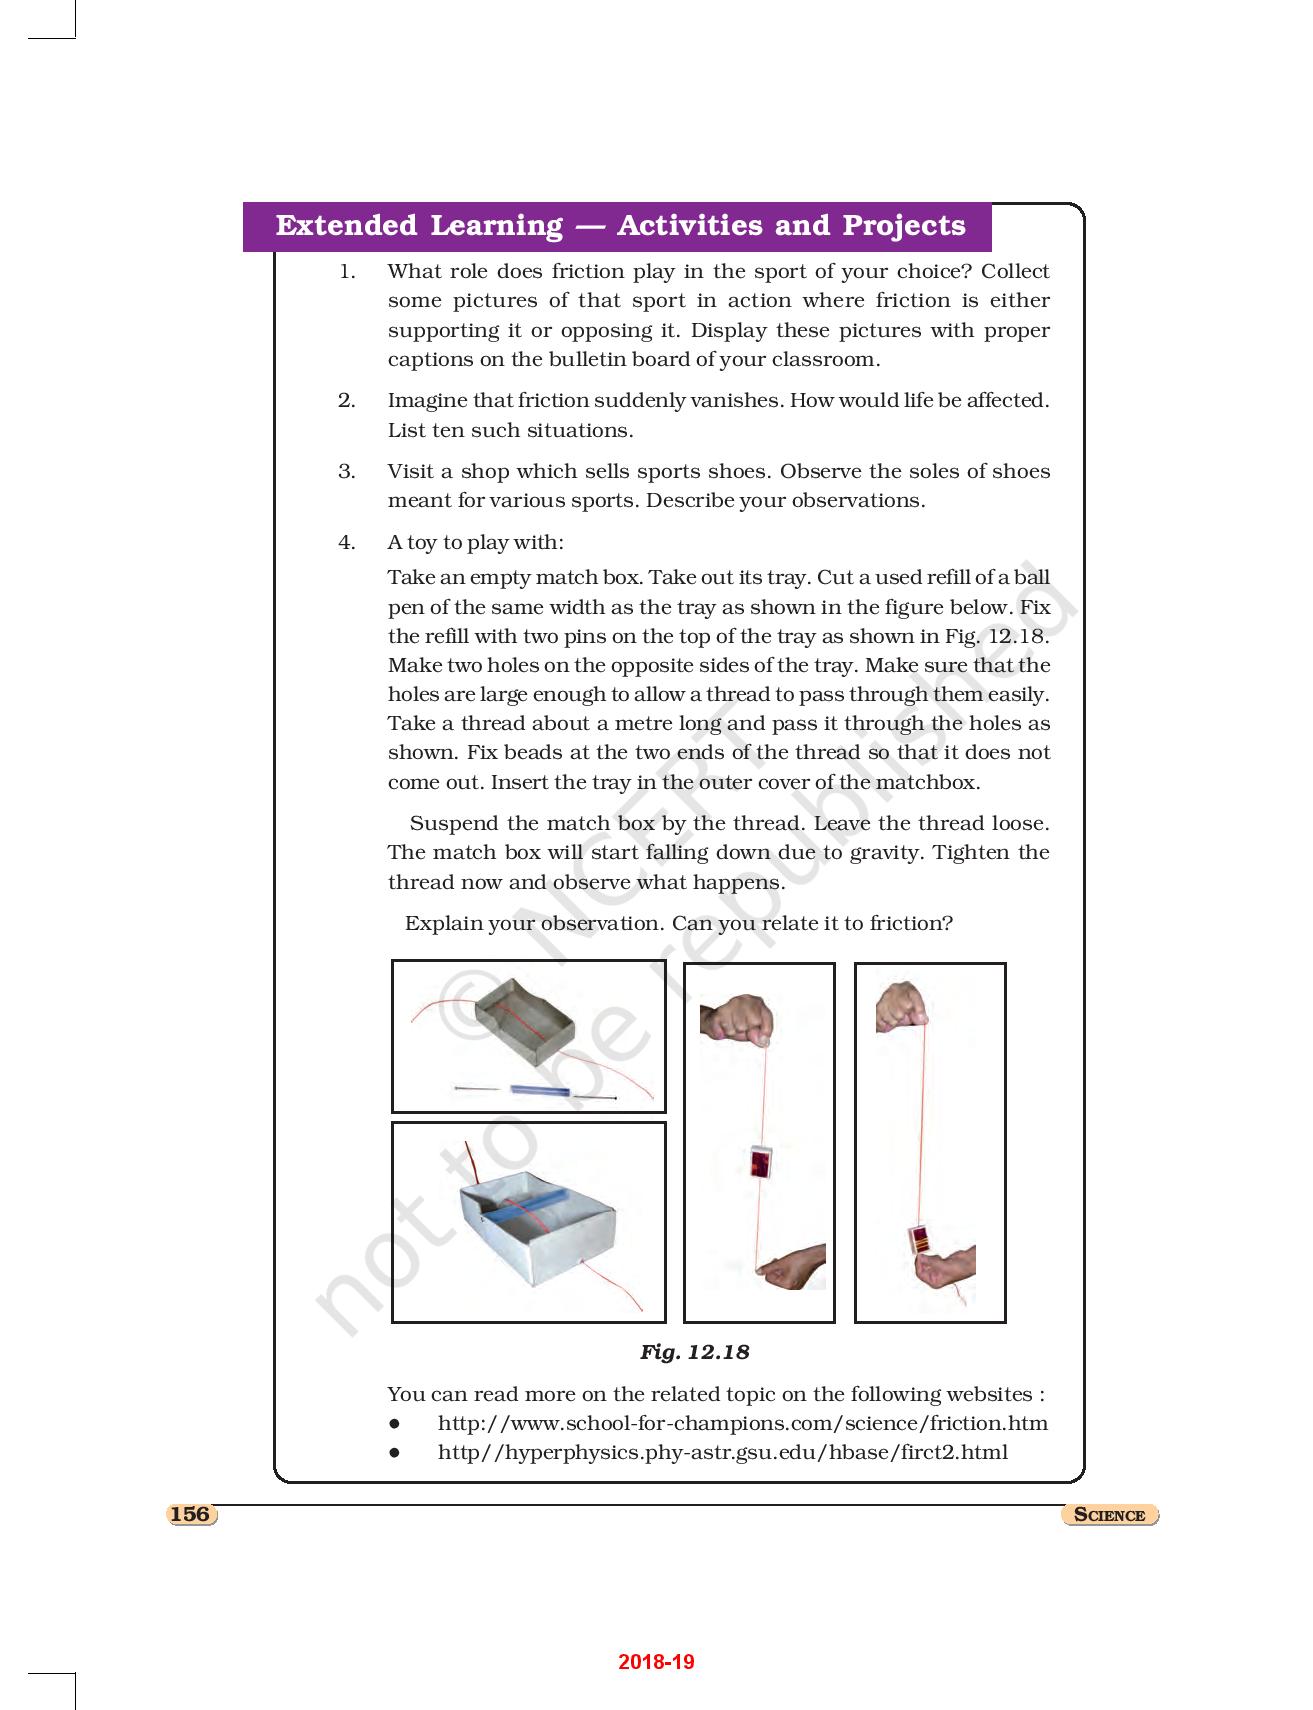 Extended Learning — Activities and Projects
1. What role does friction play in the sport of your choice? Collect
some pictures of that sport in action where friction is either
supporting it or opposing it. Display these pictures with proper
captions on the bulletin board of your classroom.
2. Imagine that friction suddenly vanishes. How would life be affected.
List ten such situations.
3. Visit a shop which sells sports shoes. Observe the soles of shoes
meant for various sports. Describe your observations.
4. A toy to play with:
Take an empty match box. Take out its tray. Cut a used refill of a ball
pen of the same width as the tray as shown in the figure below. Fix
the refill with two pins on the top of the tray as shown in Fig. 12.18.
Make two holes on the opposite sides of the tray. Make sure that the
holes are large enough to allow a thread to pass through them easily.
Take a thread about a metre long and pass it through the holes as
shown. Fix beads at the two ends of the thread so that it does not
come out. Insert the tray in the outer cover of the matchbox.
Suspend the match box by the thread. Leave the thread loose.
The match box will start falling down due to gravity. Tighten the
thread now and observe what happens.
Explain your observation. Can you relate it to friction?
© NCERT
not to be republished
Fig. 12.18
You can read more on the related topic on the following websites :
● http://www.school-for-champions.com/science/friction.htm
● http//hyperphysics.phy-astr.gsu.edu/hbase/firct2.html
156
SCIENCE
2018-19